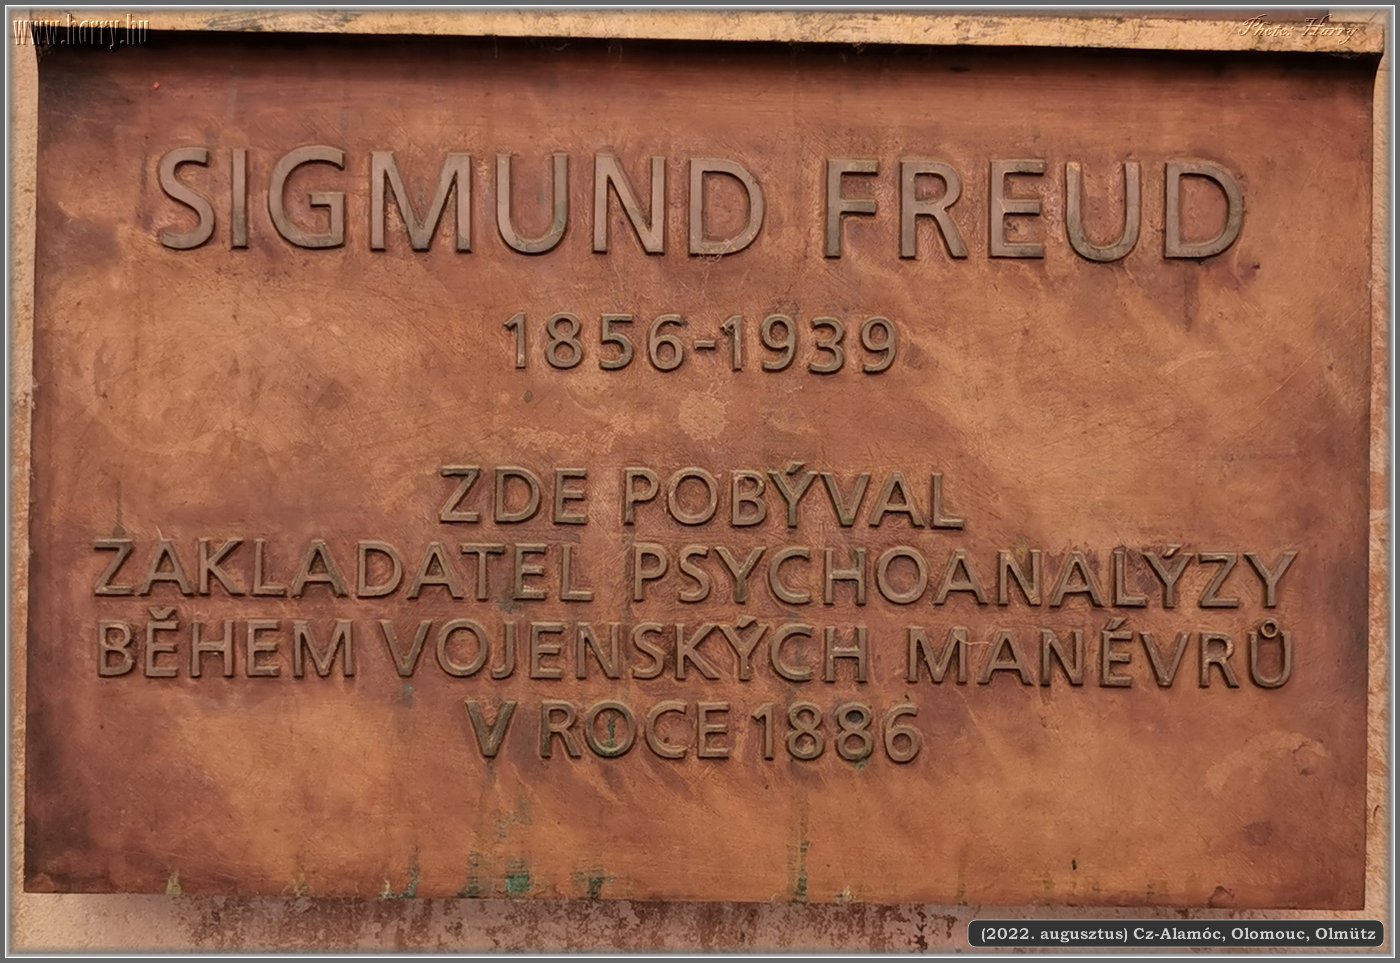 www.harry.hu
Photo: Harry
SIGMUND FREUD
1856-1939
ZDE POBÝVAL
ZAKLADATEL PSYCHOANALÝZY
BĚHEM VOJENSKÝCH MANÉVRŮ
V ROCE 1886
(2022. augusztus) Cz-Alamóc, Olomouc, Olmütz